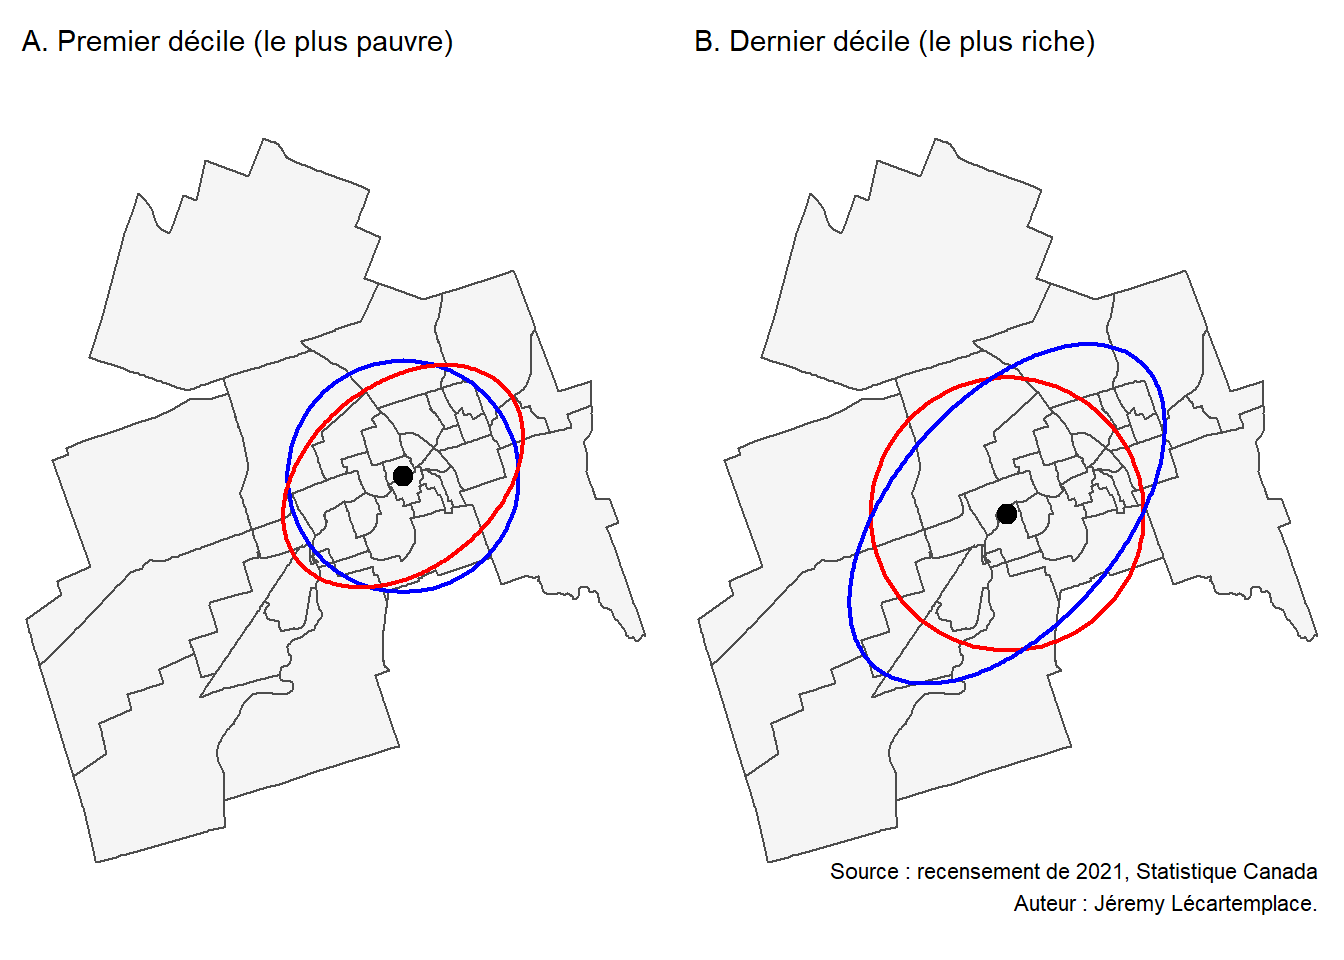 A. Premier décile (le plus pauvre)
B. Dernier décile (le plus riche)
Source : recensement de 2021, Statistique Canada
Auteur : Jéremy Lécartemplace.